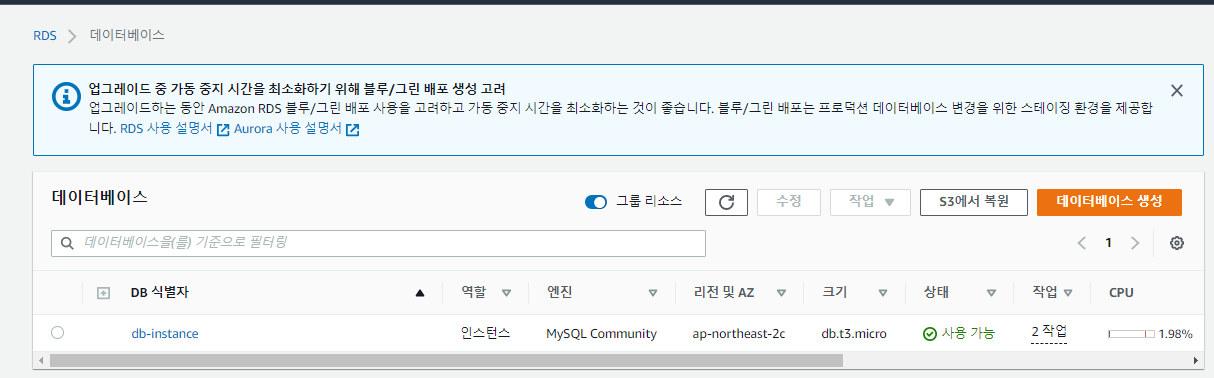 RDS 데이터베이스
업그레이드 중 가동 중지 시간을 최소화하기 위해 블루/그린 배포 생성 고려
업그레이드하는 동안 Amazon RDS 블루/그린 배포 사용을 고려하고 가동 중지 시간을 최소화하는 것이 좋습니다. 블루/그린 배포는 프로덕션 데이터베이스 변경을 위한 스테이징 환경을 제공합
니다. RDS 사용 설명서 Aurora 사용 설명서
데이터베이스 그룹 리소스 수정 작업 S3에서 복원 데이터베이스 생성
데이터베이스을(를) 기준으로 필터링 1
DB 식별자 역할 엔진 리전 및 AZ 크기 상태 작업 CPU
db-instance 인스턴스 MySQL Community ap-northeast-2c db.t3.micro 사용 가능 2 작업 1.98%